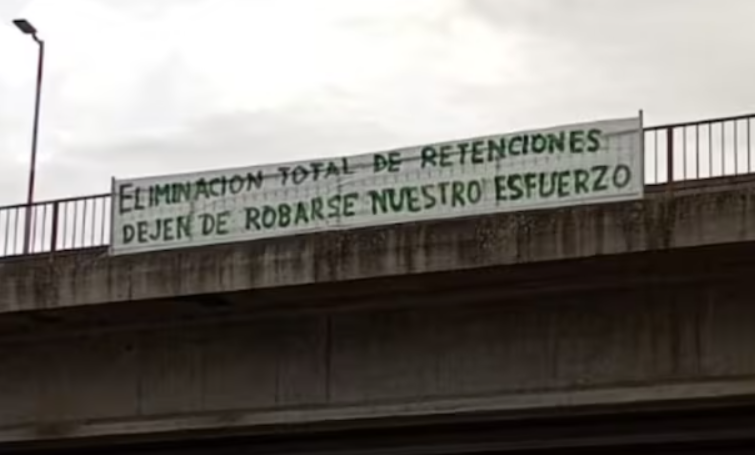 ELIMINACION TOTAL DE RETENCIONES
DEJEN DE ROBARSE NUESTRO ESFUERZO